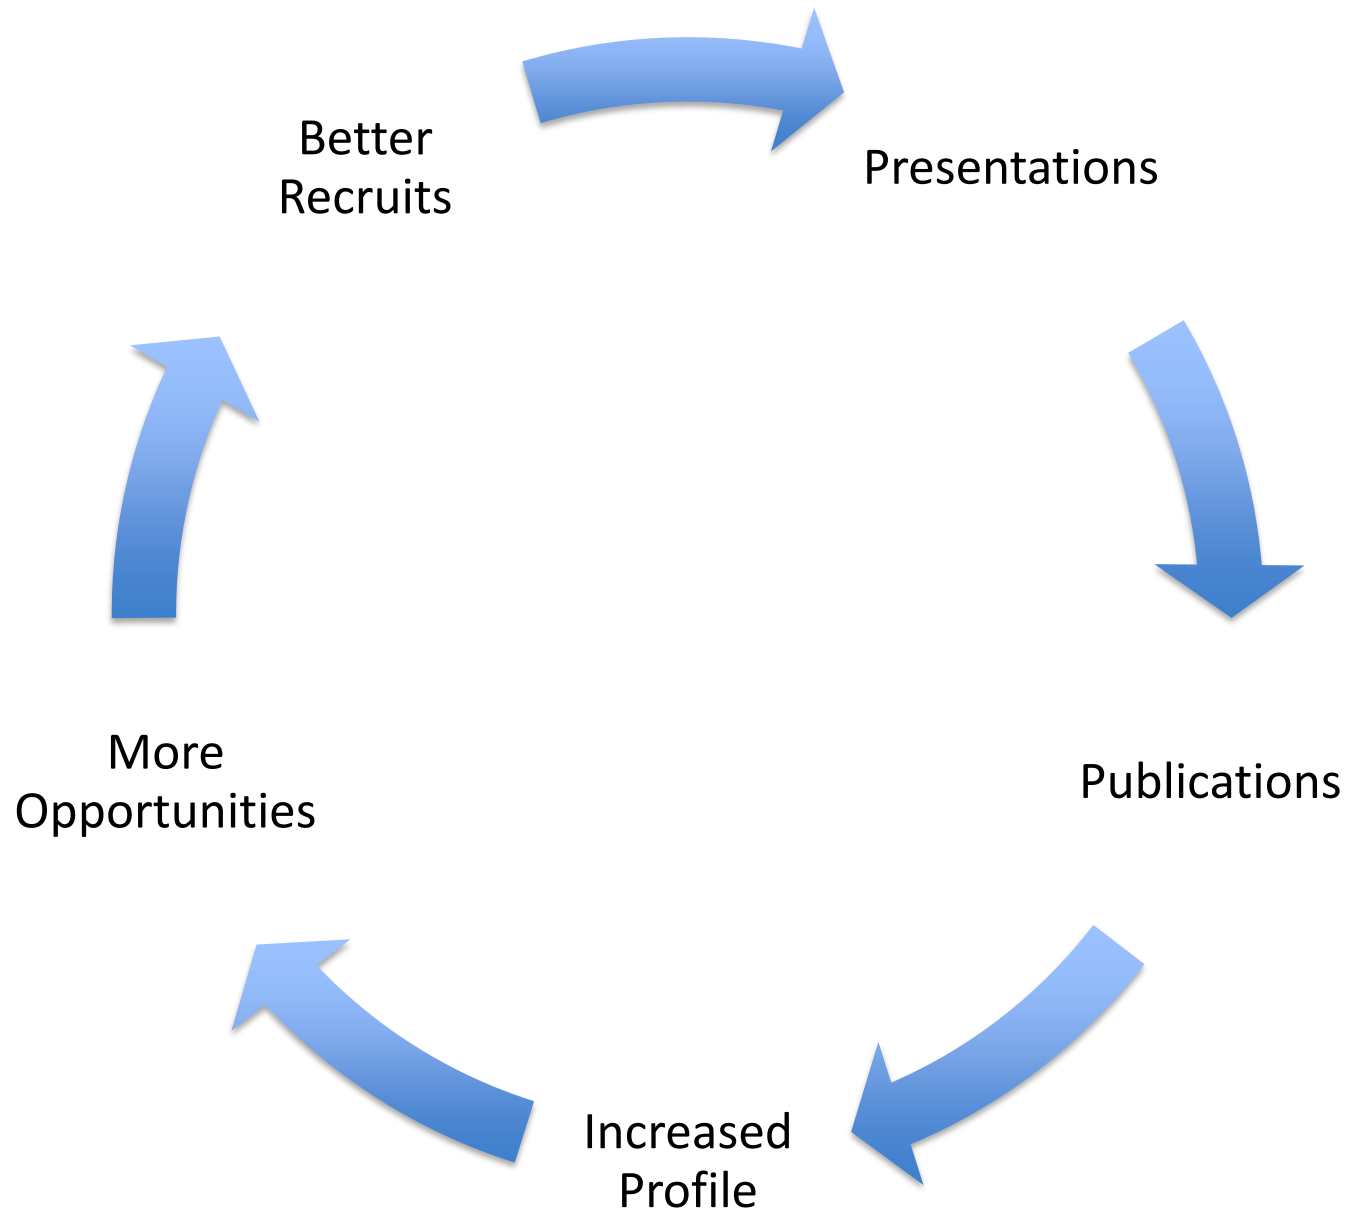 Better
Recruits
Presentations
More
Opportunities
Publications
Increased
Profile